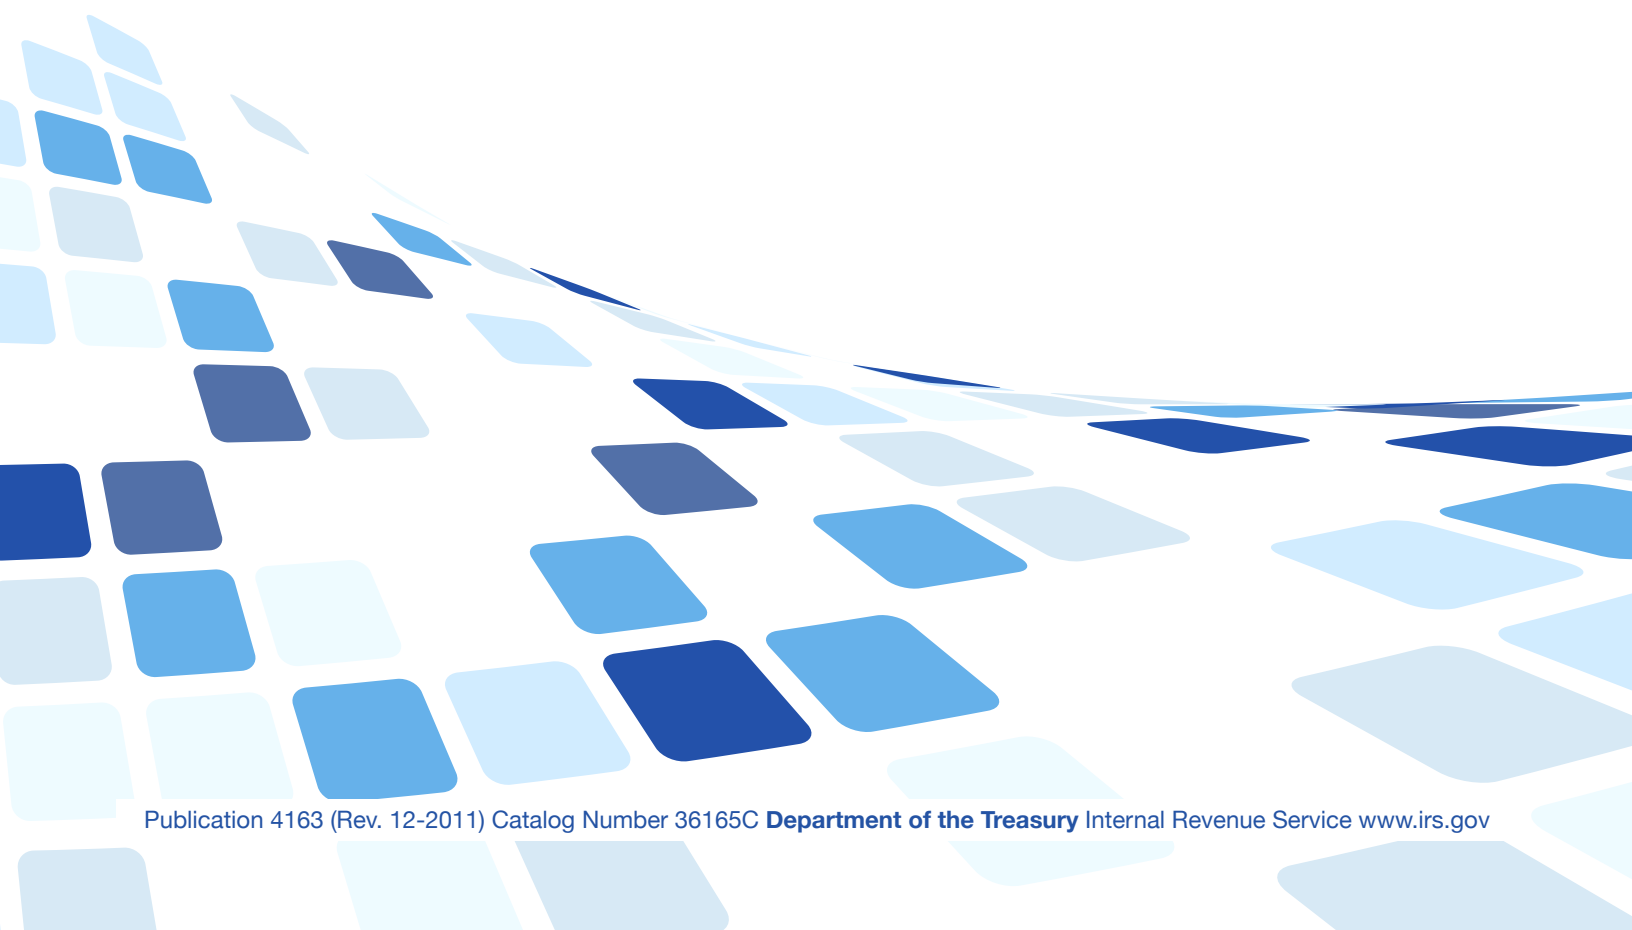 Publication 4163 (Rev. 12-2011) Catalog Number 36165C Department of the Treasury Internal Revenue Service www.irs.gov